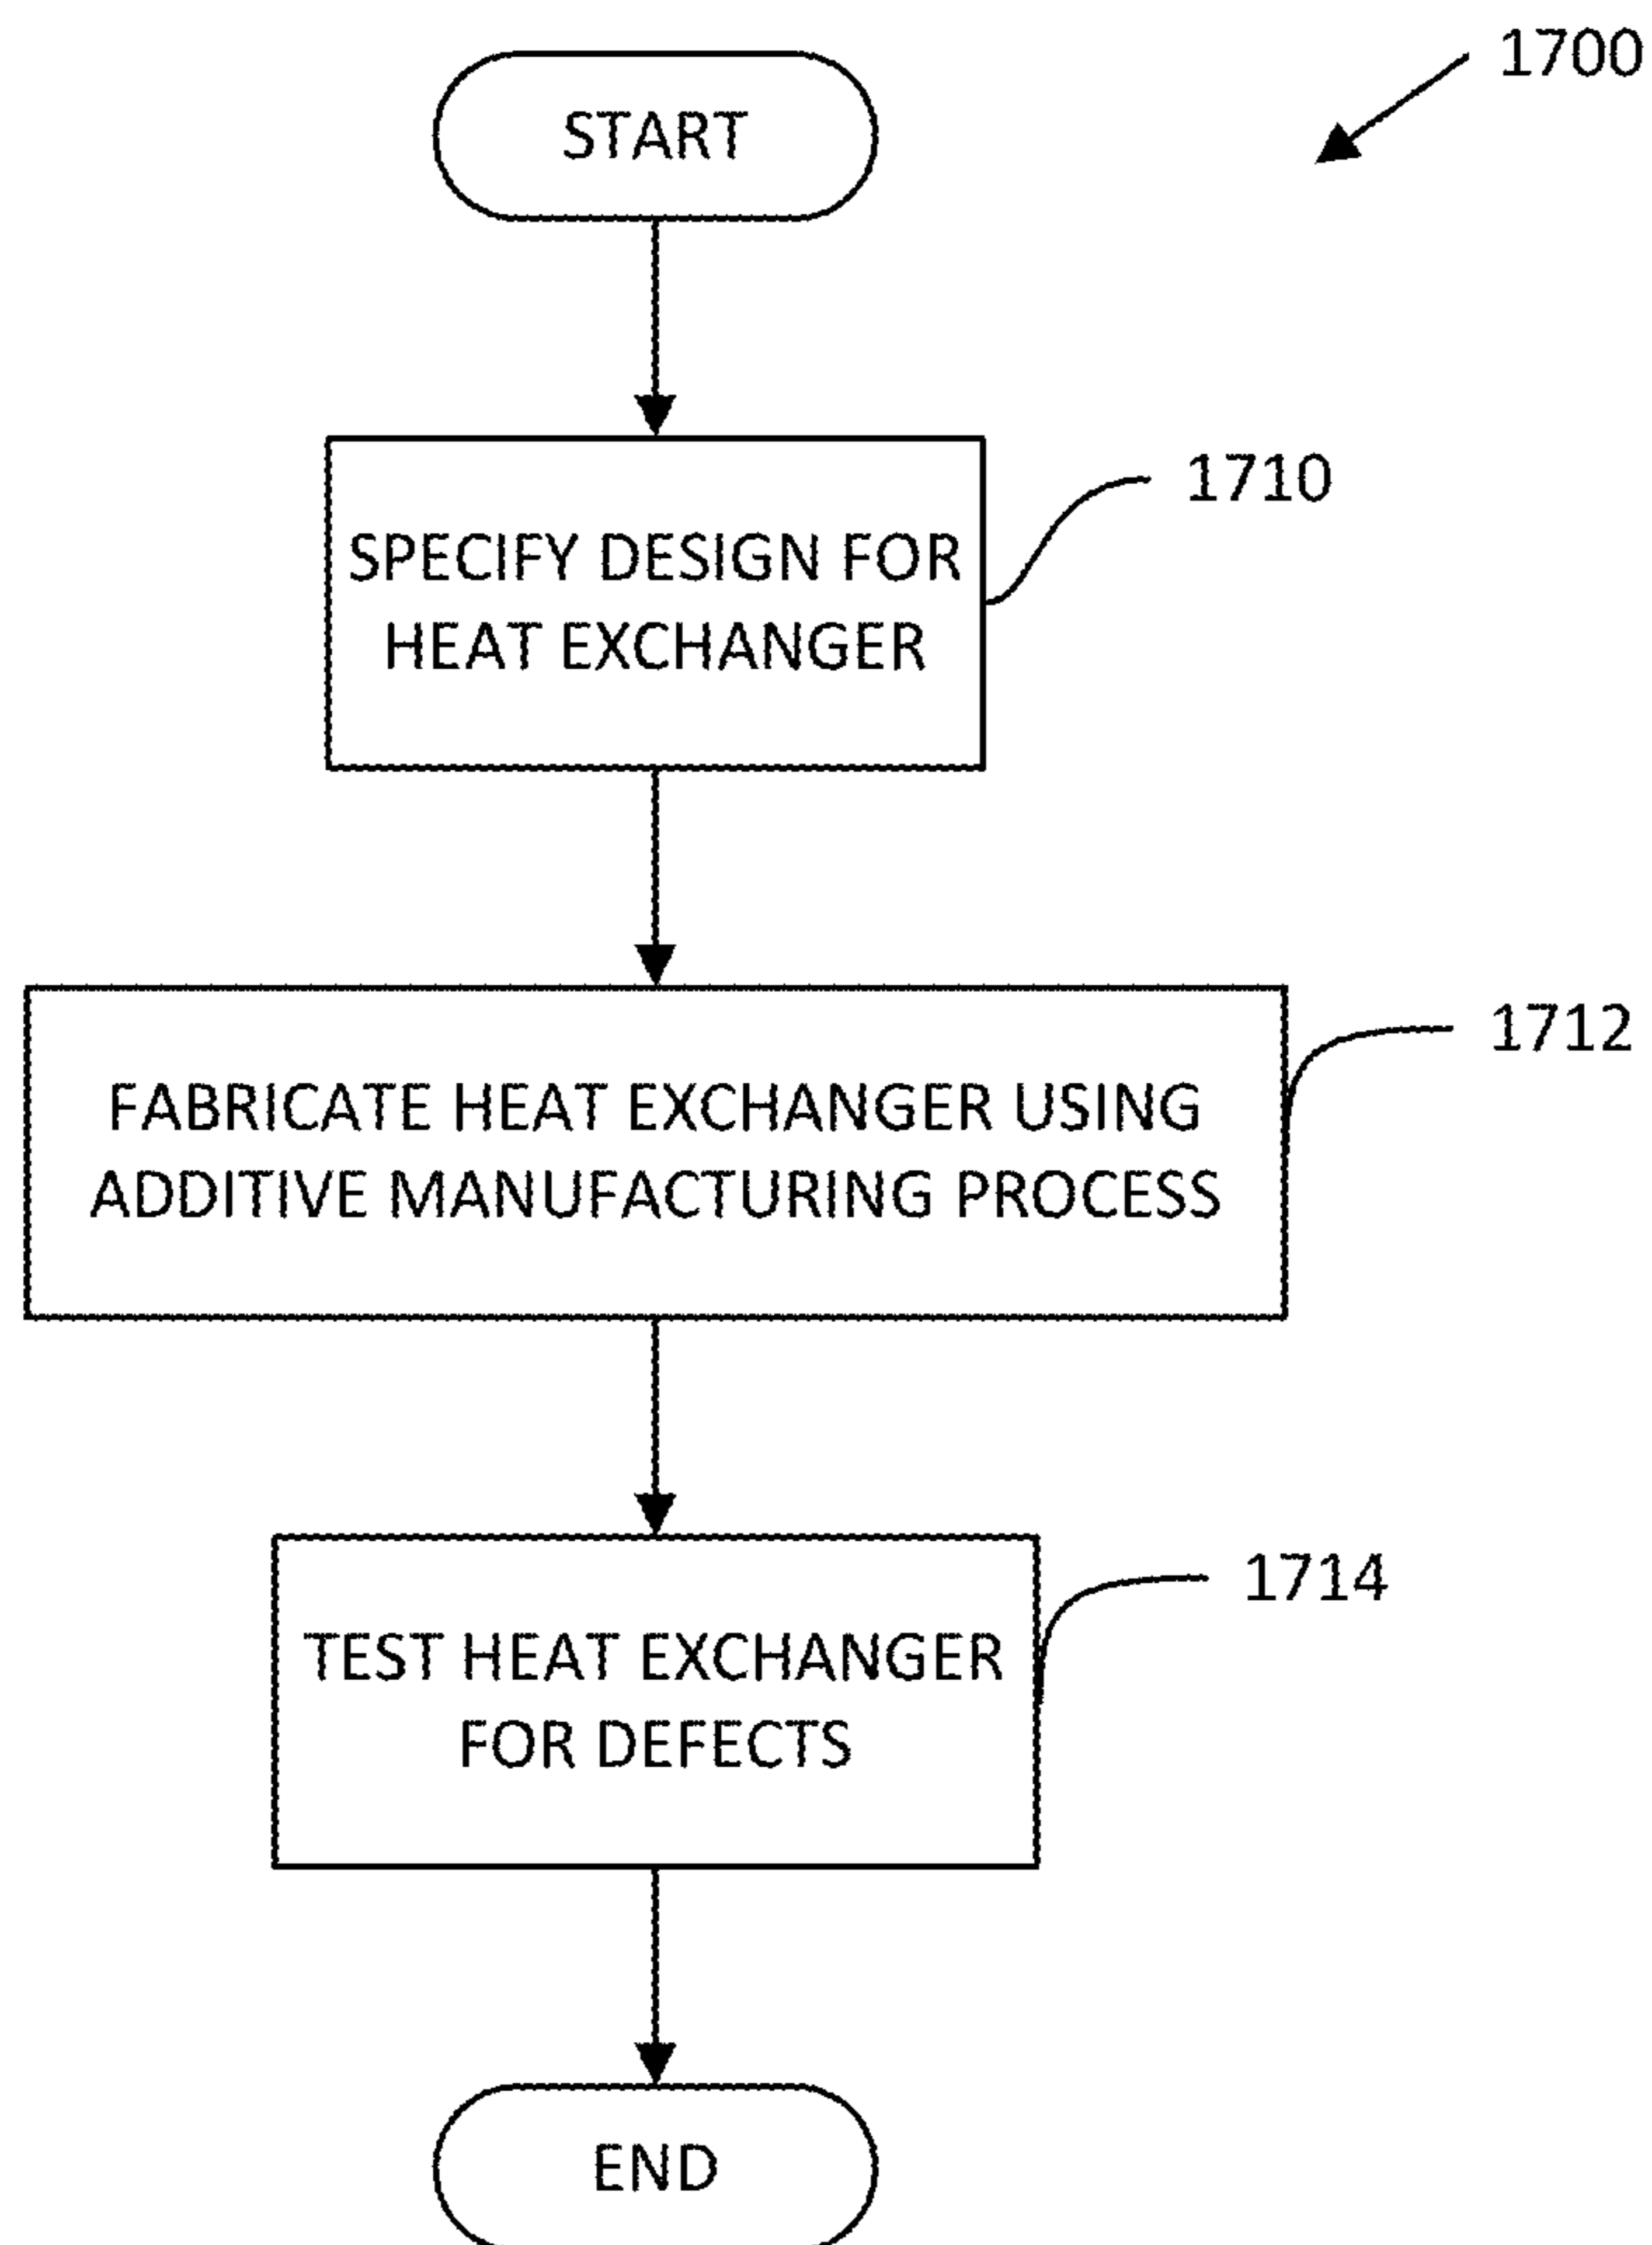 1700
START
1710
SPECIFY DESIGN FOR
HEAT EXCHANGER
1712
FABRICATE HEAT EXCHANGER USING
ADDITIVE MANUFACTURING PROCESS
1714
TEST HEAT EXCHANGER
FOR DEFECTS
END